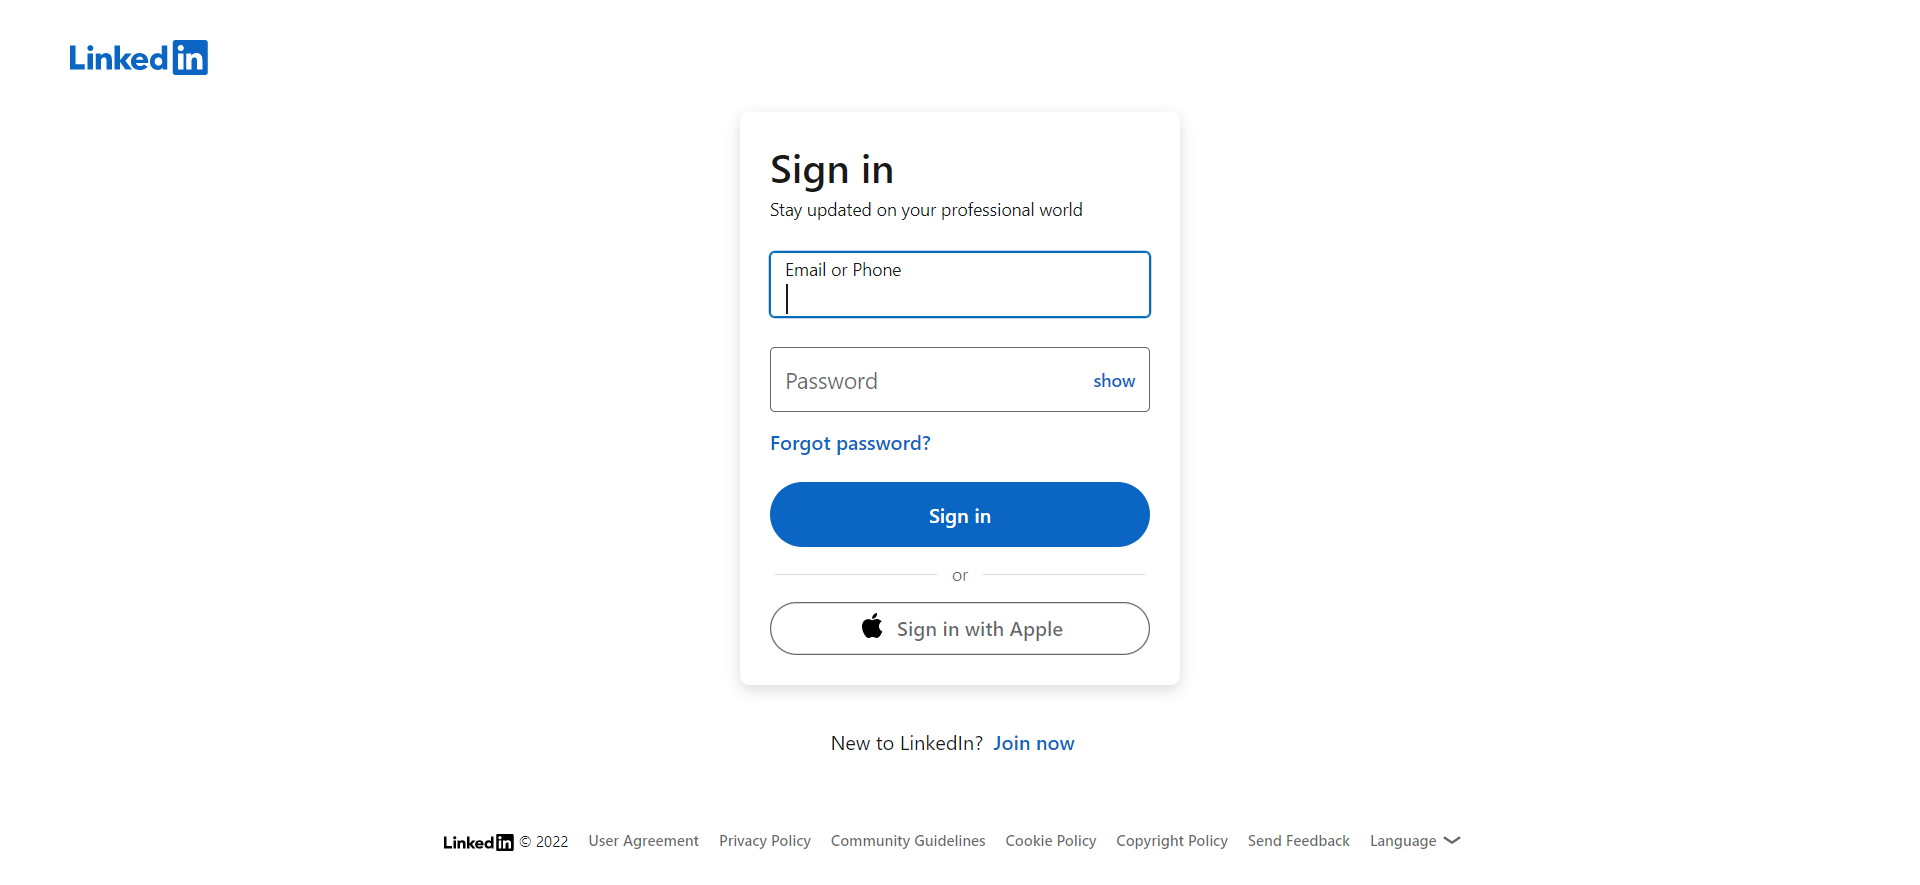 Linkedin
Sign in
Stay updated on your professional world
Email or Phone
Password show
Forgot password?
Sign in
or
Sign in with Apple
New to LinkedIn? Join now
Linkedin © 2022 User Agreement Privacy Policy Community Guidelines Cookie Policy Copyright Policy Send Feedback Language